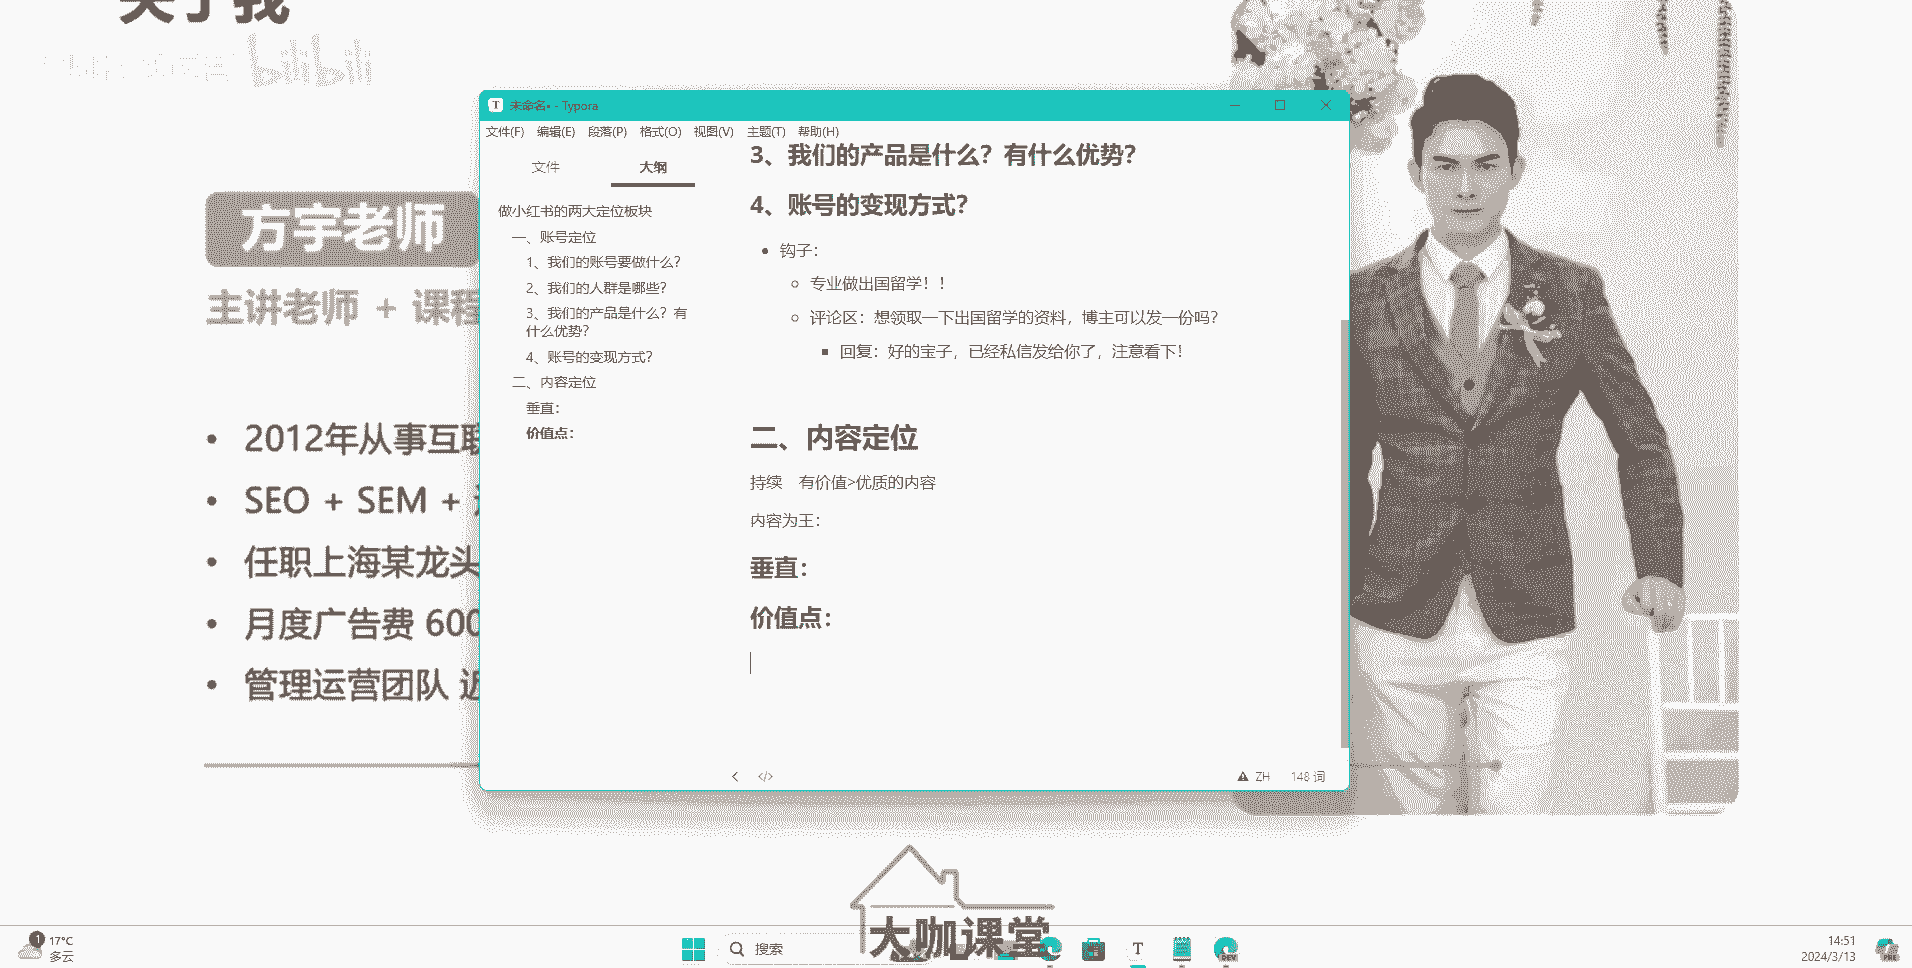 关于我
bilibili
未命名• - Typora
文件(F) 编辑(E) 段落(P) 格式(O) 视图(V) 主题(T) 帮助(H)
文件 大纲
做小红书的两大定位板块
一、账号定位
1、我们的账号要做什么?
2、我们的人群是哪些?
3、我们的产品是什么?有
什么优势?
4、账号的变现方式?
二、内容定位
垂直:
价值点:
3、我们的产品是什么?有什么优势?
4、账号的变现方式?
钩子:
专业做出国留学!!
评论区:想领取一下出国留学的资料,博主可以发一份吗?
回复:好的宝子,已经私信发给你了,注意看下!
二、内容定位
持续 有价值>优质的内容
内容为王:
垂直:
价值点:
ZH 148 词
方宇老师
主讲老师 + 课程
• 2012年从事互联
• SEO + SEM +
• 任职上海某龙头
• 月度广告费 600
• 管理运营团队 近
大咖课堂
1
17°C
多云
搜索
T
DEV
14:51
2024/3/13
PRE